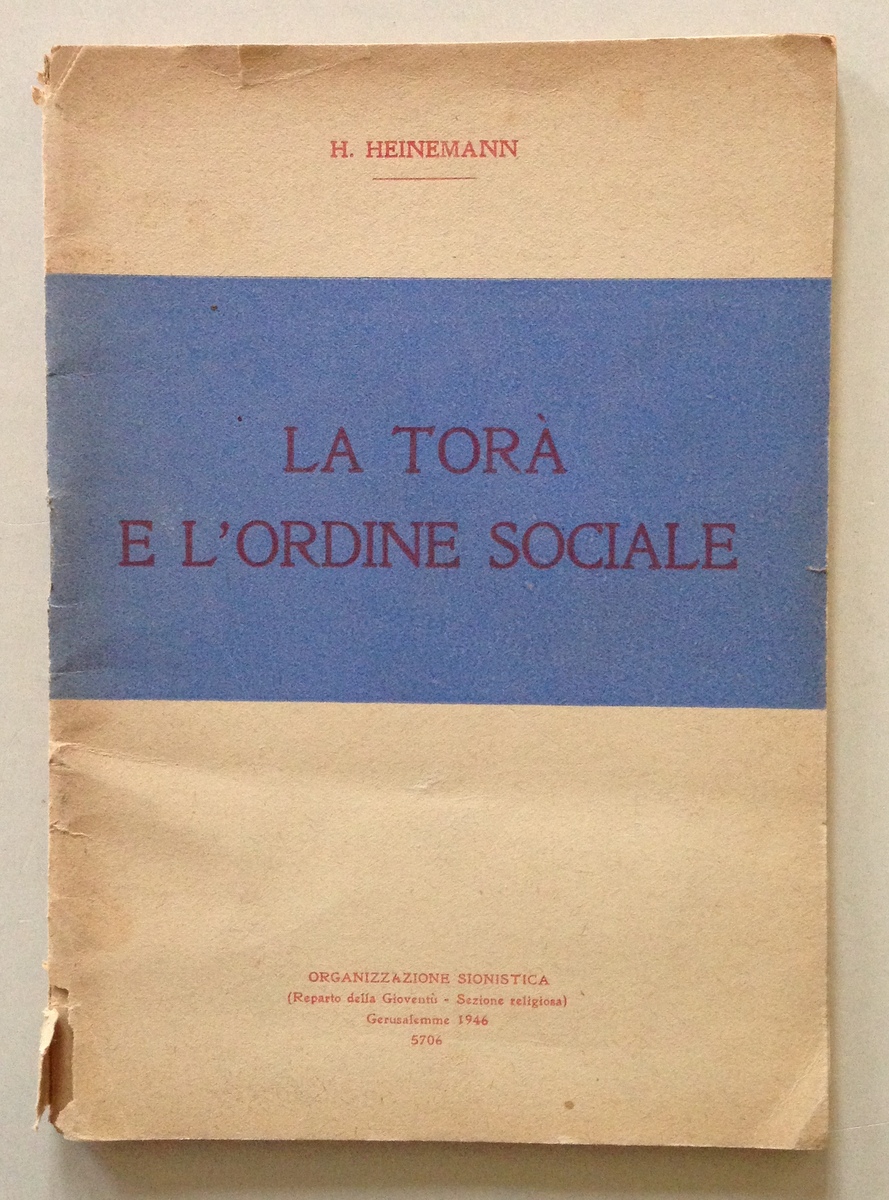 H. HEINEMANN
LA TORÀ
E L'ORDINE SOCIALE
ORGANIZZAZIONE SIONISTICA
(Reparto della Gioventù - Sezione religiosa)
Gerusalemme 1946
5706